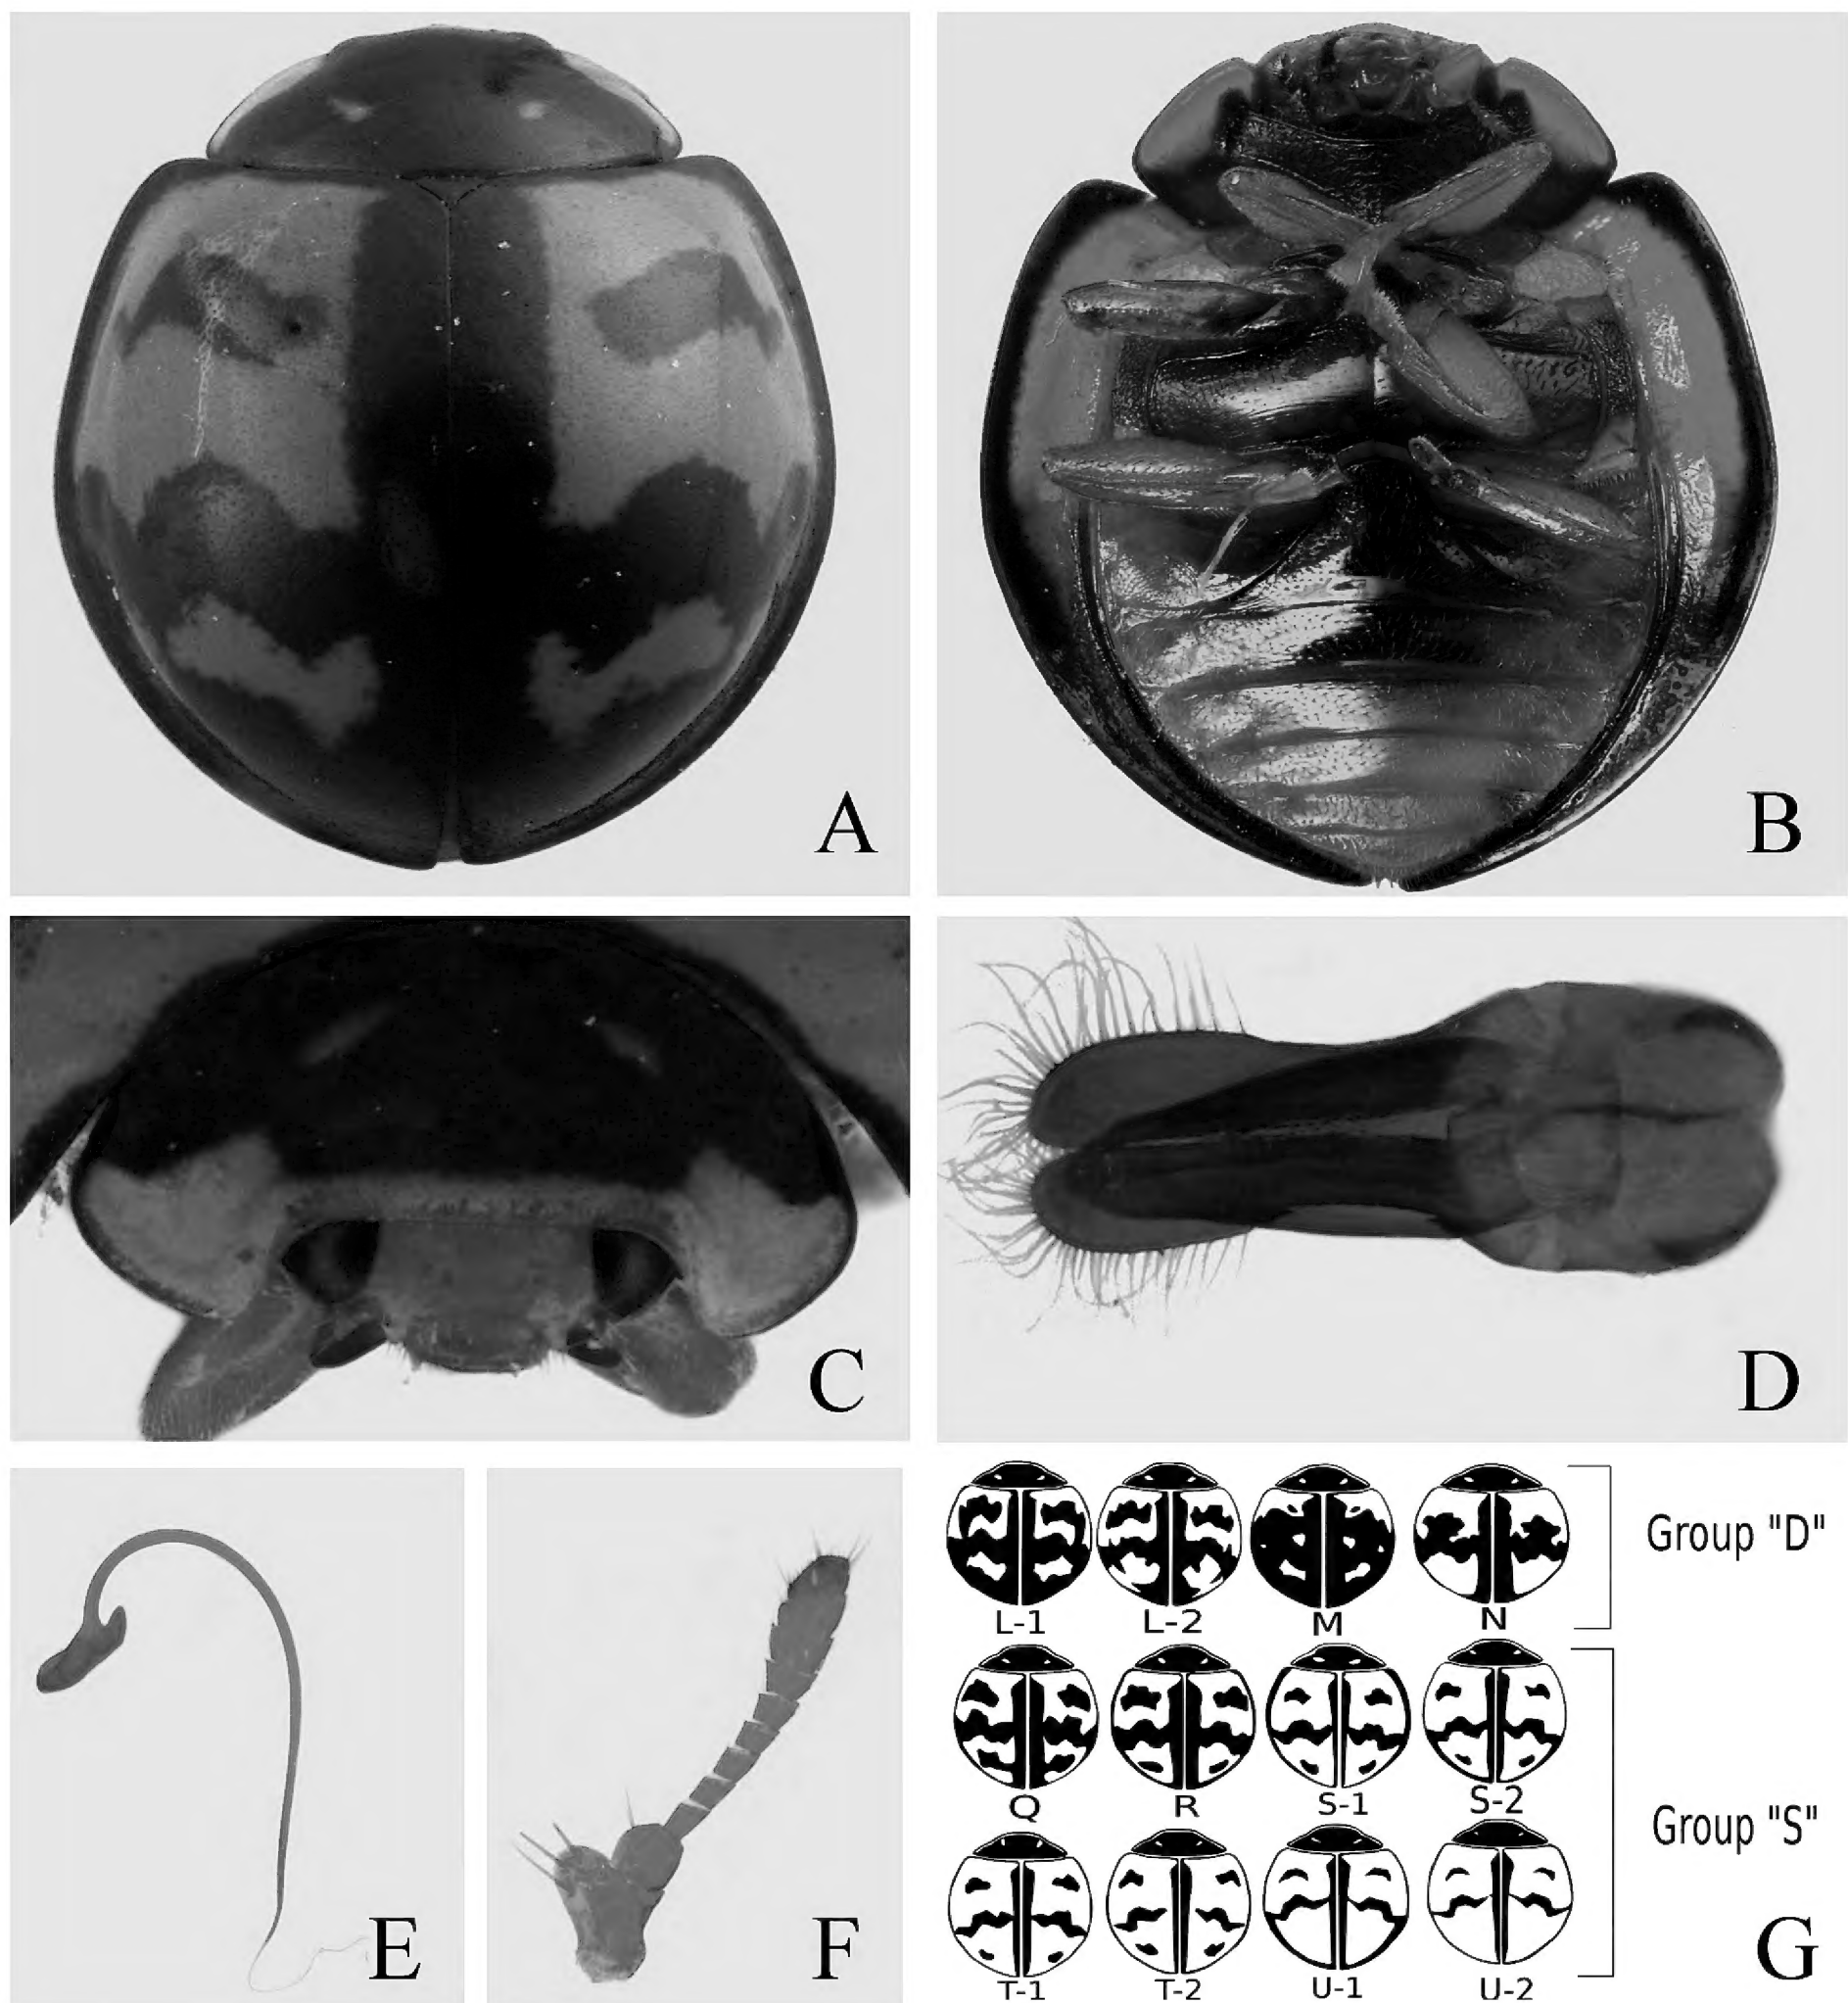 A
B
C
D
E
F
L-1 L-2 M N
Group "D"
Q R S-1 S-2
Group "S"
T-1 T-2 U-1 U-2
G